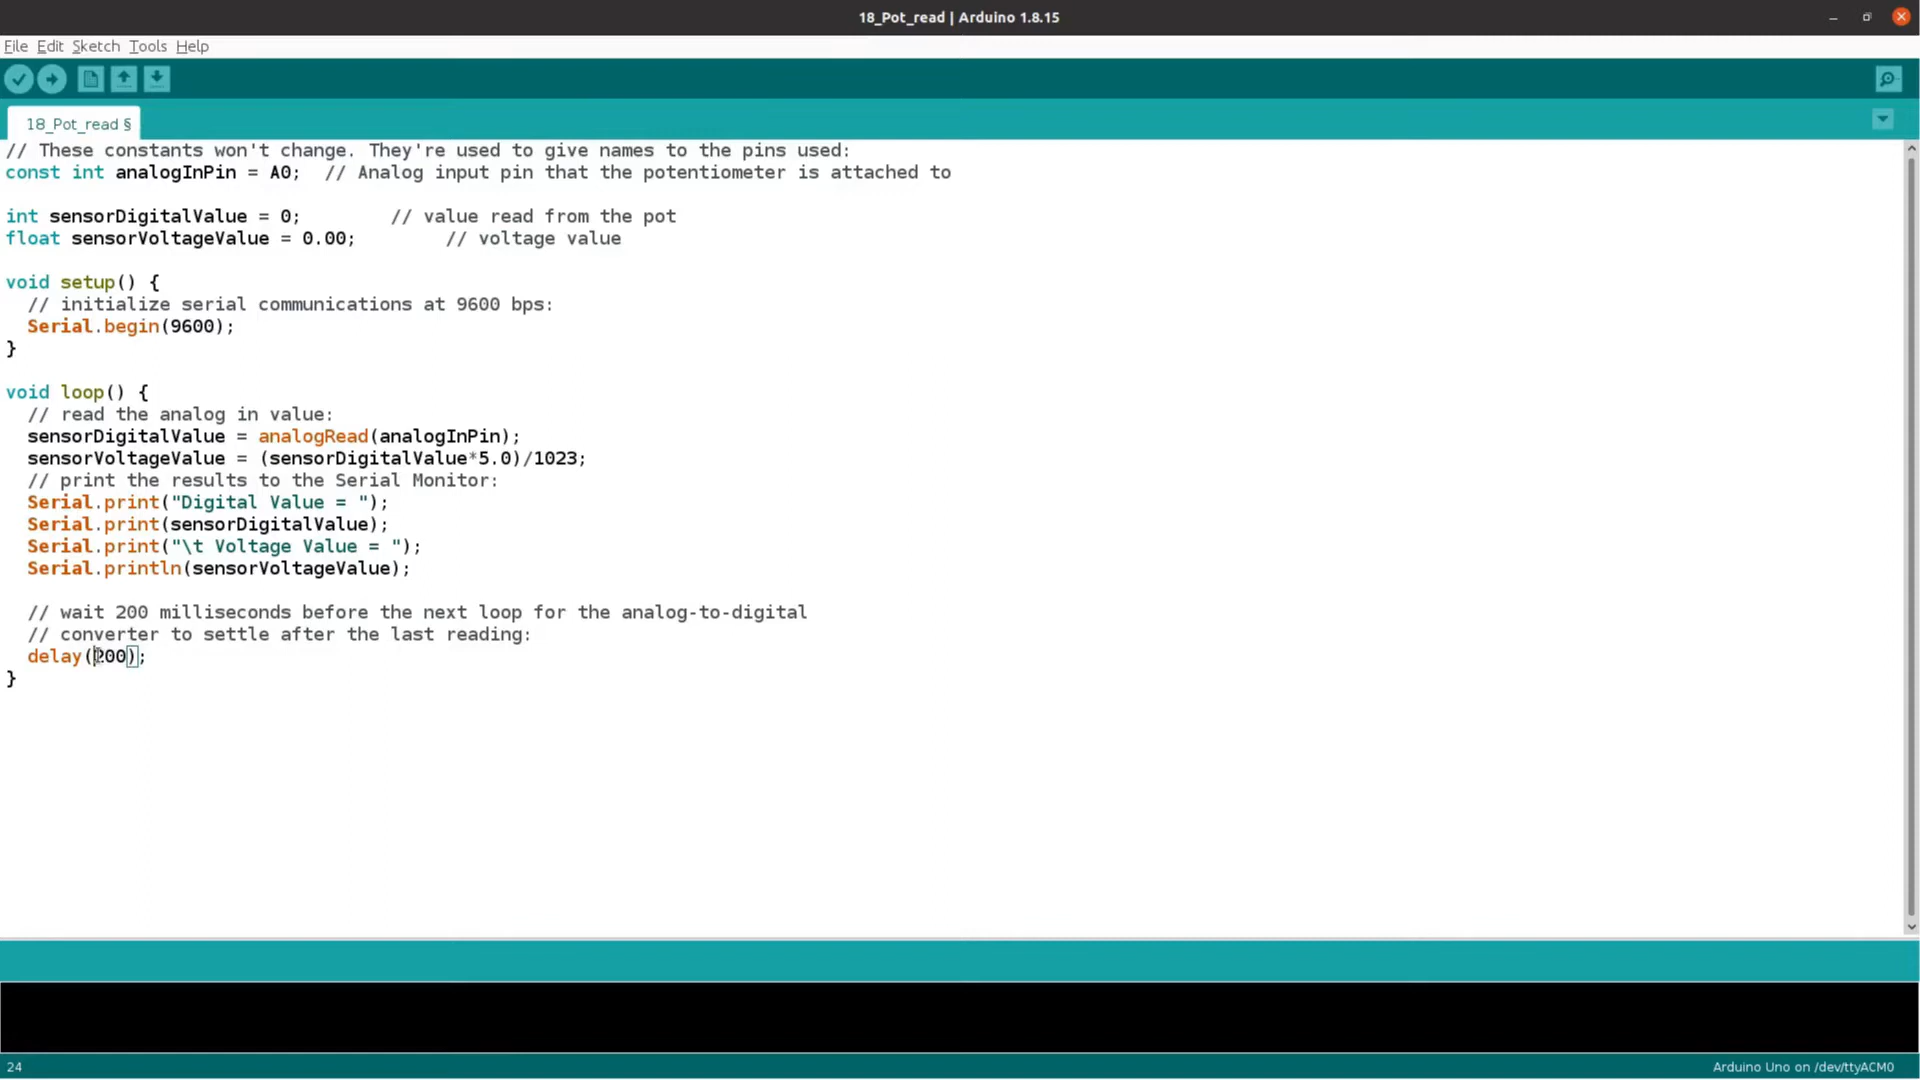 18_Pot_read | Arduino 1.8.15
File Edit Sketch Tools Help
18_Pot_read §
// These constants won't change. They're used to give names to the pins used:
const int analogInPin = A0;  // Analog input pin that the potentiometer is attached to
int sensorDigitalValue = 0;        // value read from the pot
float sensorVoltageValue = 0.00;        // voltage value
void setup() {
  // initialize serial communications at 9600 bps:
  Serial.begin(9600);
}
void loop() {
  // read the analog in value:
  sensorDigitalValue = analogRead(analogInPin);
  sensorVoltageValue = (sensorDigitalValue*5.0)/1023;
  // print the results to the Serial Monitor:
  Serial.print("Digital Value = ");
  Serial.print(sensorDigitalValue);
  Serial.print("\t Voltage Value = ");
  Serial.println(sensorVoltageValue);
  // wait 200 milliseconds before the next loop for the analog-to-digital
  // converter to settle after the last reading:
  delay(200);
}
24
Arduino Uno on /dev/ttyACM0